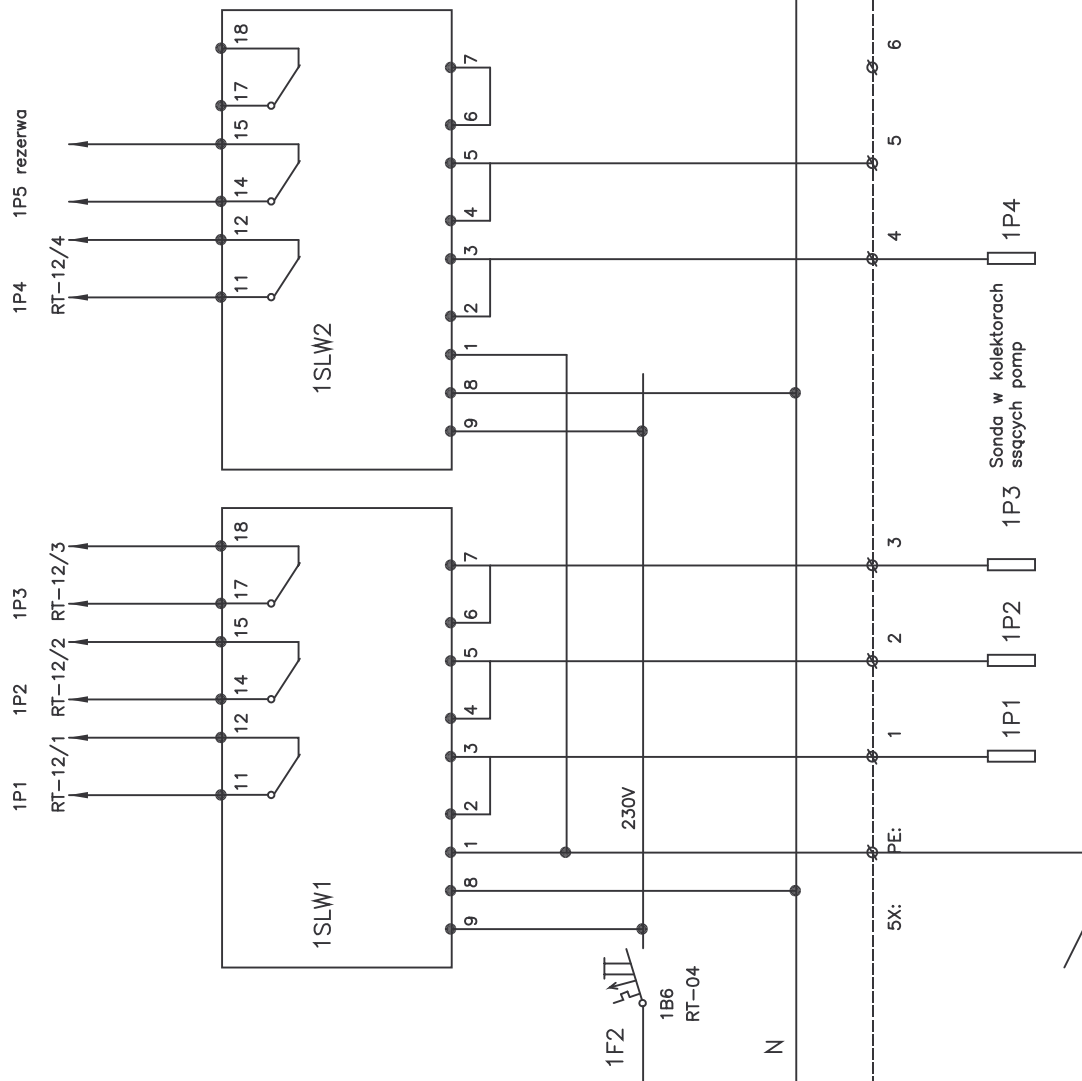 1P1 1P2 1P3 1P4 1P5 rezerwa
RT-12/1 RT-12/2 RT-12/3 RT-12/4
11 12 14 15 17 18 11 12 14 15 17 18
1SLW1 1SLW2
9 8 1 2 3 4 5 6 7 9 8 1 2 3 4 5 6 7
1F2 230V
1B6
RT-04
N
5X: PE: 1 2 3 4 5 6
Sonda w kolektorach
ssących pomp
1P1 1P2 1P3 1P4